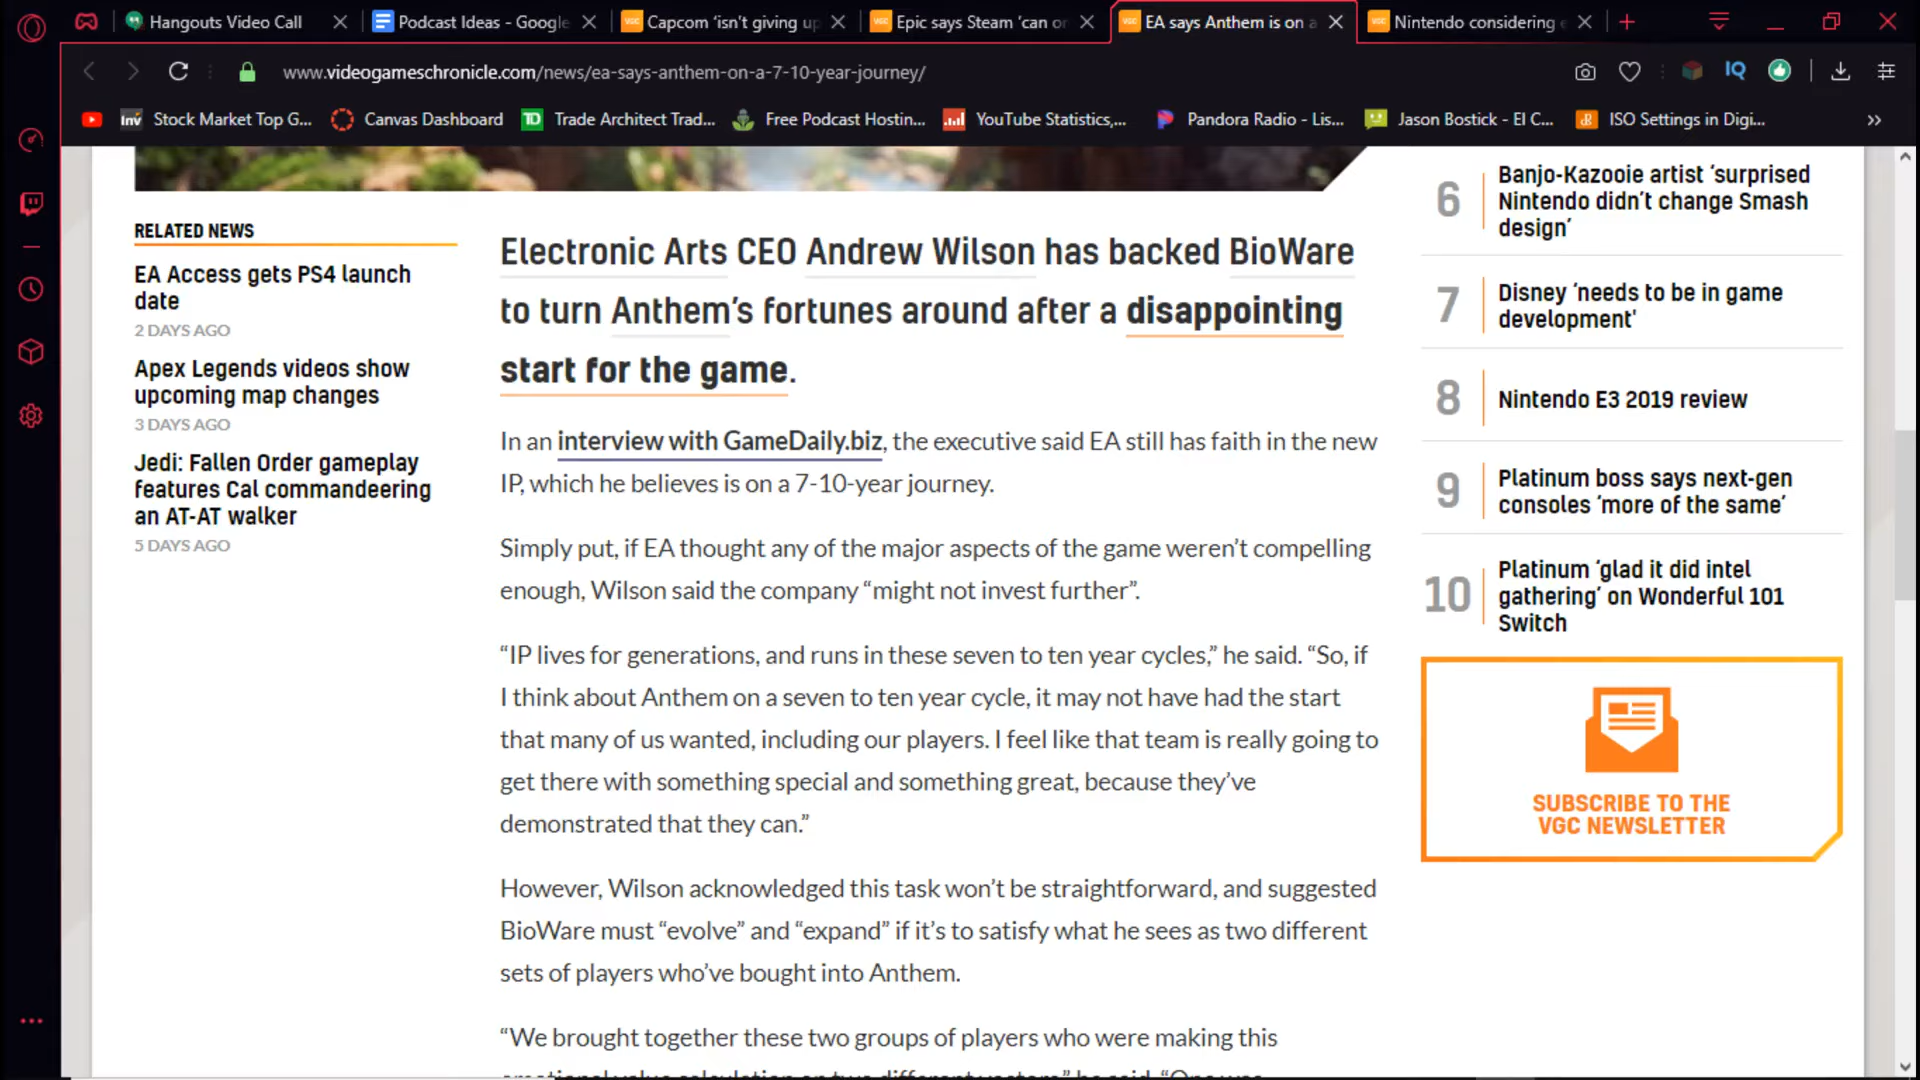 Hangouts Video Call
Podcast Ideas - Google
Capcom ‘isn't giving up
Epic says Steam ‘can or
EA says Anthem is on a
Nintendo considering
www.videogameschronicle.com/news/ea-says-anthem-on-a-7-10-year-journey/
IQ
Inv Stock Market Top G...
Canvas Dashboard
TD Trade Architect Trad...
Free Podcast Hostin...
YouTube Statistics,...
Pandora Radio - Lis...
Jason Bostick - El C...
ISO Settings in Digi...
RELATED NEWS
EA Access gets PS4 launch
date
2 DAYS AGO
Apex Legends videos show
upcoming map changes
3 DAYS AGO
Jedi: Fallen Order gameplay
features Cal commandeering
an AT-AT walker
5 DAYS AGO
Electronic Arts CEO Andrew Wilson has backed BioWare
to turn Anthem’s fortunes around after a disappointing
start for the game.
In an interview with GameDaily.biz, the executive said EA still has faith in the new
IP, which he believes is on a 7-10-year journey.
Simply put, if EA thought any of the major aspects of the game weren’t compelling
enough, Wilson said the company “might not invest further”.
“IP lives for generations, and runs in these seven to ten year cycles,” he said. “So, if
I think about Anthem on a seven to ten year cycle, it may not have had the start
that many of us wanted, including our players. I feel like that team is really going to
get there with something special and something great, because they’ve
demonstrated that they can.”
However, Wilson acknowledged this task won’t be straightforward, and suggested
BioWare must “evolve” and “expand” if it’s to satisfy what he sees as two different
sets of players who’ve bought into Anthem.
“We brought together these two groups of players who were making this
6 Banjo-Kazooie artist ‘surprised
Nintendo didn’t change Smash
design’
7 Disney ‘needs to be in game
development'
8 Nintendo E3 2019 review
9 Platinum boss says next-gen
consoles ‘more of the same’
10 Platinum ‘glad it did intel
gathering’ on Wonderful 101
Switch
SUBSCRIBE TO THE
VGC NEWSLETTER